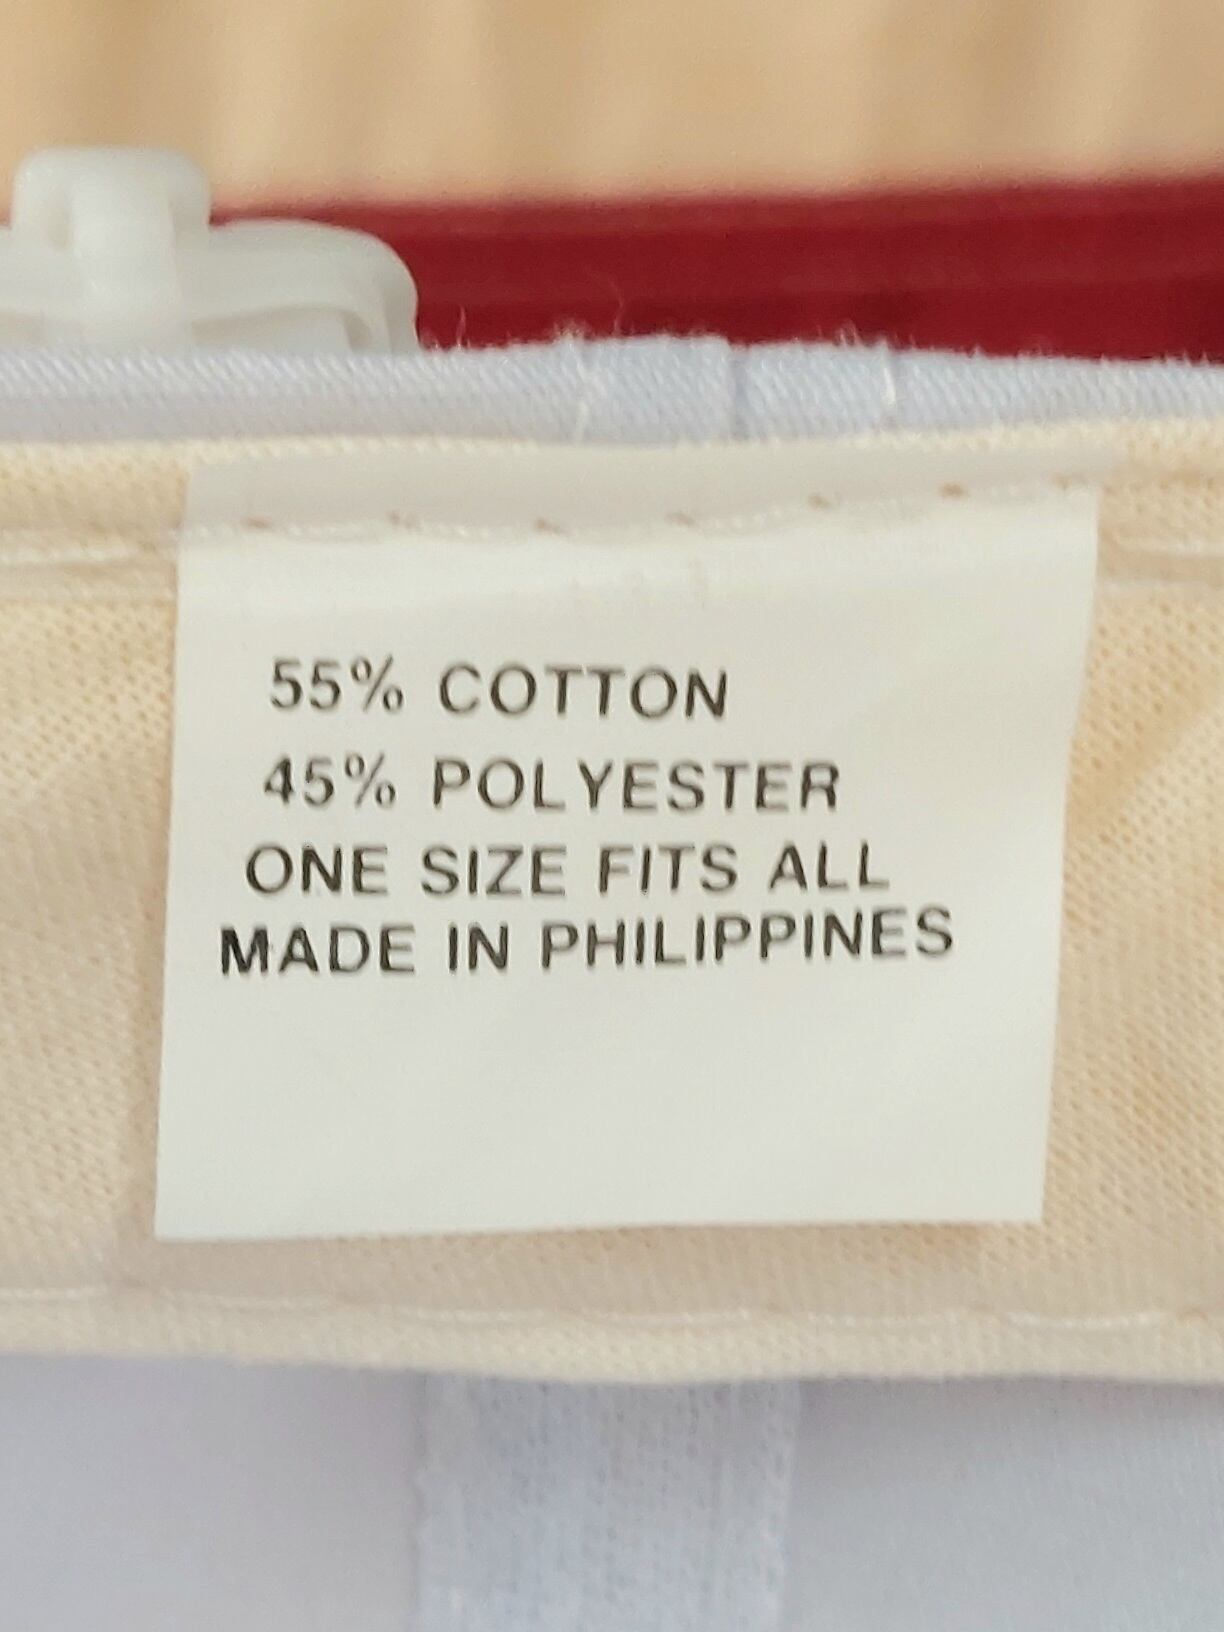 55% COTTON
45% POLYESTER
ONE SIZE FITS ALL
MADE IN PHILIPPINES